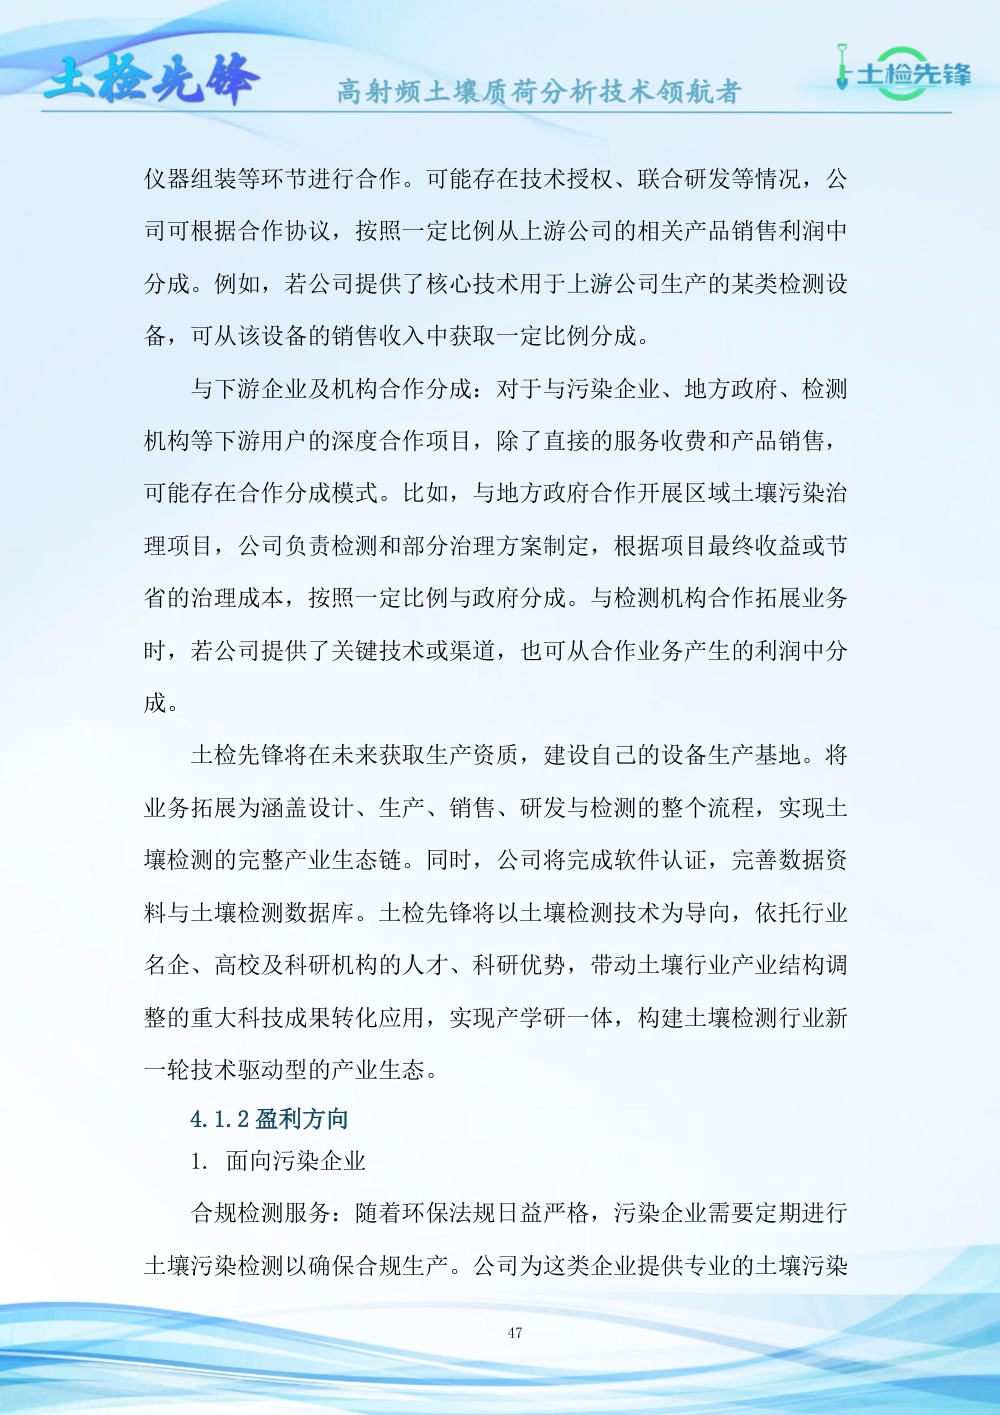 土检先锋
高射频土壤质荷分析技术领航者
土检先锋
仪器组装等环节进行合作。可能存在技术授权、联合研发等情况，公
司可根据合作协议，按照一定比例从上游公司的相关产品销售利润中
分成。例如，若公司提供了核心技术用于上游公司生产的某类检测设
备，可从该设备的销售收入中获取一定比例分成。
与下游企业及机构合作分成：对于与污染企业、地方政府、检测
机构等下游用户的深度合作项目，除了直接的服务收费和产品销售，
可能存在合作分成模式。比如，与地方政府合作开展区域土壤污染治
理项目，公司负责检测和部分治理方案制定，根据项目最终收益或节
省的治理成本，按照一定比例与政府分成。与检测机构合作拓展业务
时，若公司提供了关键技术或渠道，也可从合作业务产生的利润中分
成。
土检先锋将在未来获取生产资质，建设自己的设备生产基地。将
业务拓展为涵盖设计、生产、销售、研发与检测的整个流程，实现土
壤检测的完整产业生态链。同时，公司将完成软件认证，完善数据资
料与土壤检测数据库。土检先锋将以土壤检测技术为导向，依托行业
名企、高校及科研机构的人才、科研优势，带动土壤行业产业结构调
整的重大科技成果转化应用，实现产学研一体，构建土壤检测行业新
一轮技术驱动型的产业生态。
4.1.2 盈利方向
1. 面向污染企业
合规检测服务：随着环保法规日益严格，污染企业需要定期进行
土壤污染检测以确保合规生产。公司为这类企业提供专业的土壤污染
47